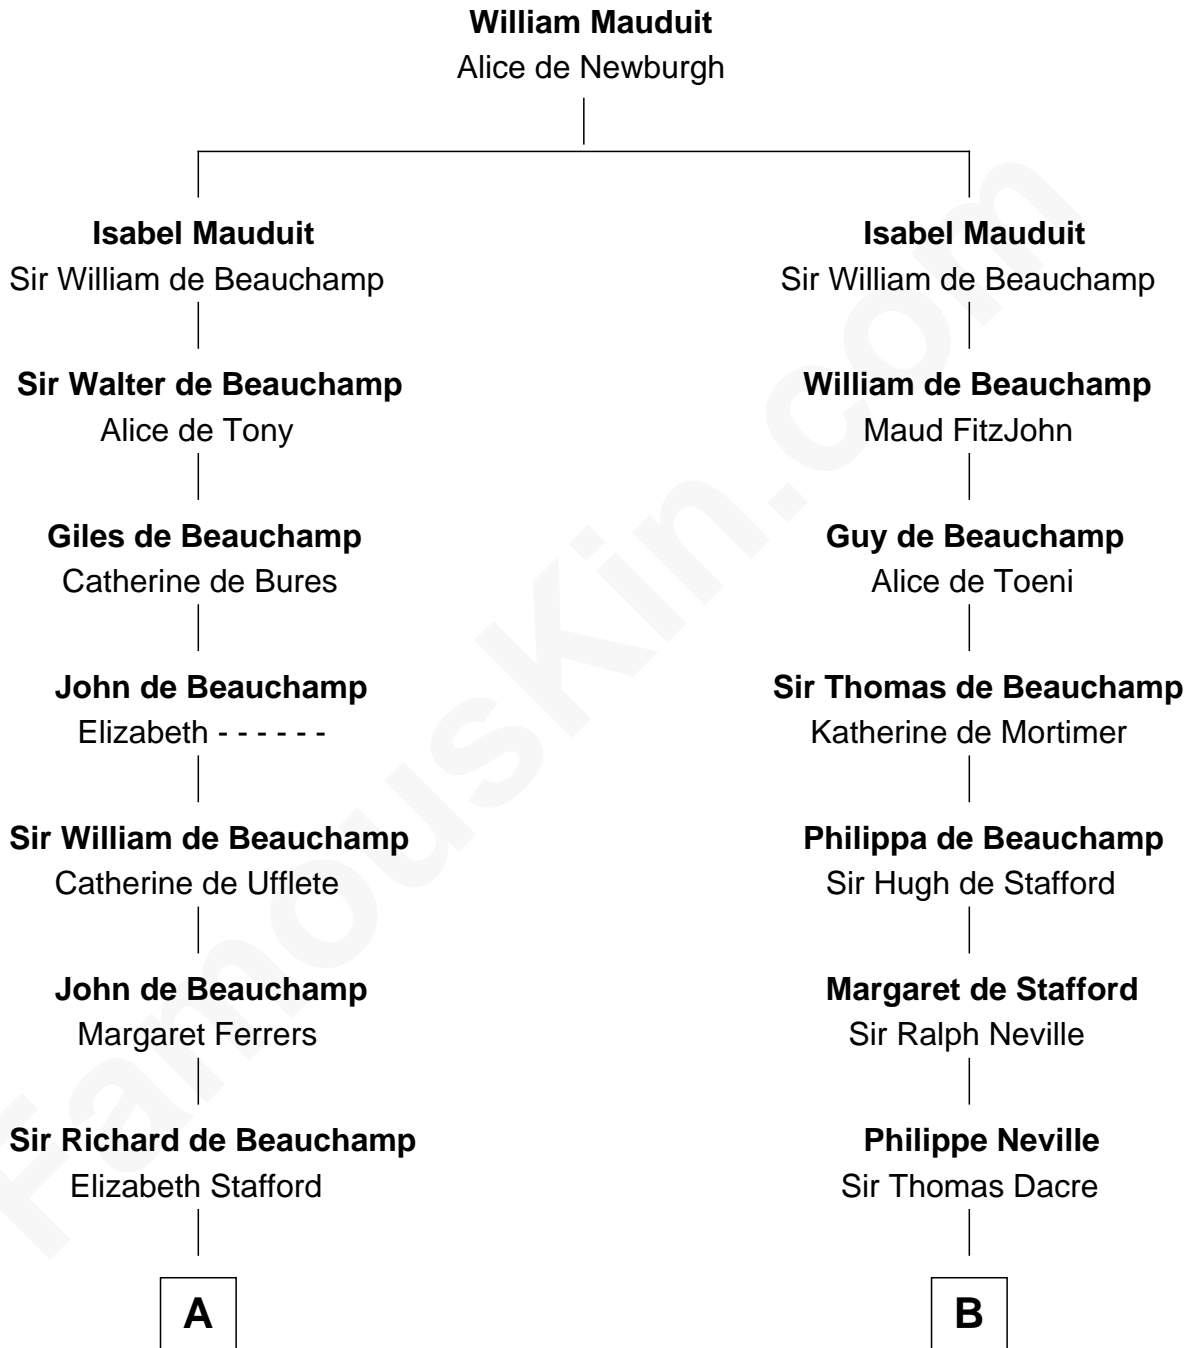 William Mauduit
Alice de Newburgh
Isabel Mauduit
Sir William de Beauchamp
Isabel Mauduit
Sir William de Beauchamp
Sir Walter de Beauchamp
Alice de Tony
William de Beauchamp
Maud FitzJohn
Giles de Beauchamp
Catherine de Bures
Guy de Beauchamp
Alice de Toeni
John de Beauchamp
Elizabeth - - - - - -
Sir Thomas de Beauchamp
Katherine de Mortimer
Sir William de Beauchamp
Catherine de Ufflete
Philippa de Beauchamp
Sir Hugh de Stafford
John de Beauchamp
Margaret Ferrers
Margaret de Stafford
Sir Ralph Neville
Sir Richard de Beauchamp
Elizabeth Stafford
Philippe Neville
Sir Thomas Dacre
A
B
FamousKin.com